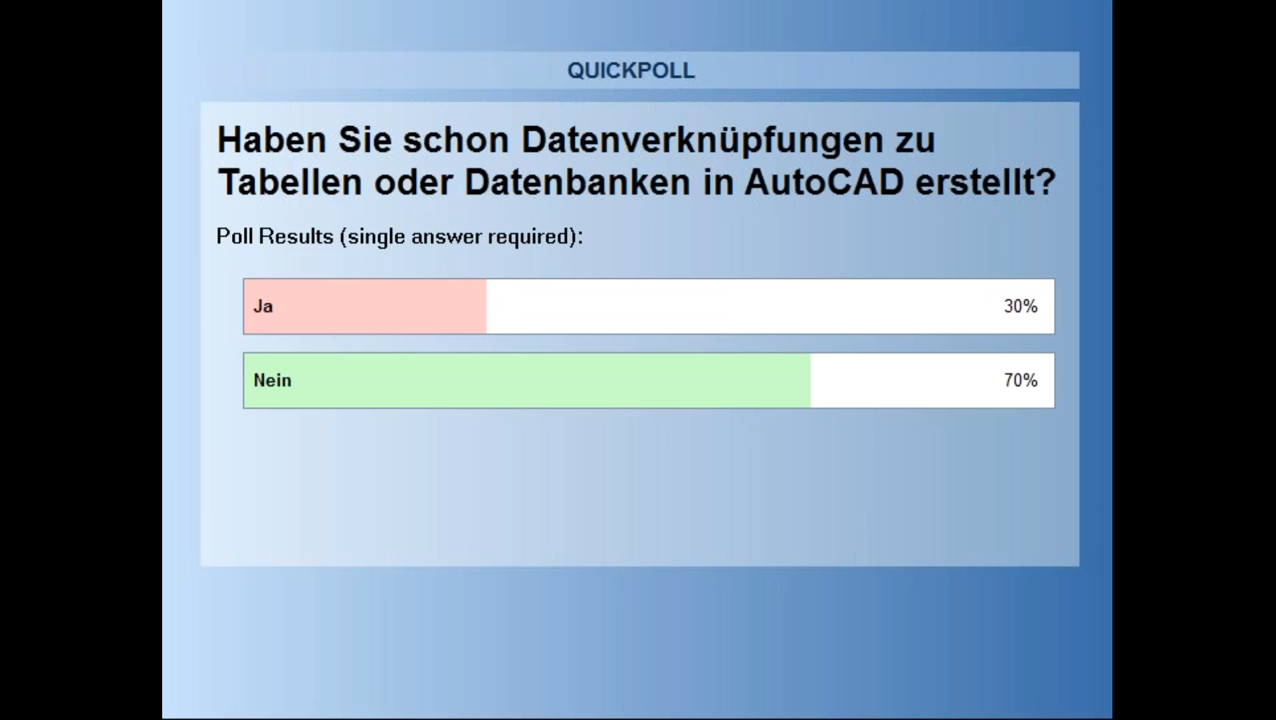 QUICKPOLL
Haben Sie schon Datenverknüpfungen zu
Tabellen oder Datenbanken in AutoCAD erstellt?
Poll Results (single answer required):
Ja 30%
Nein 70%